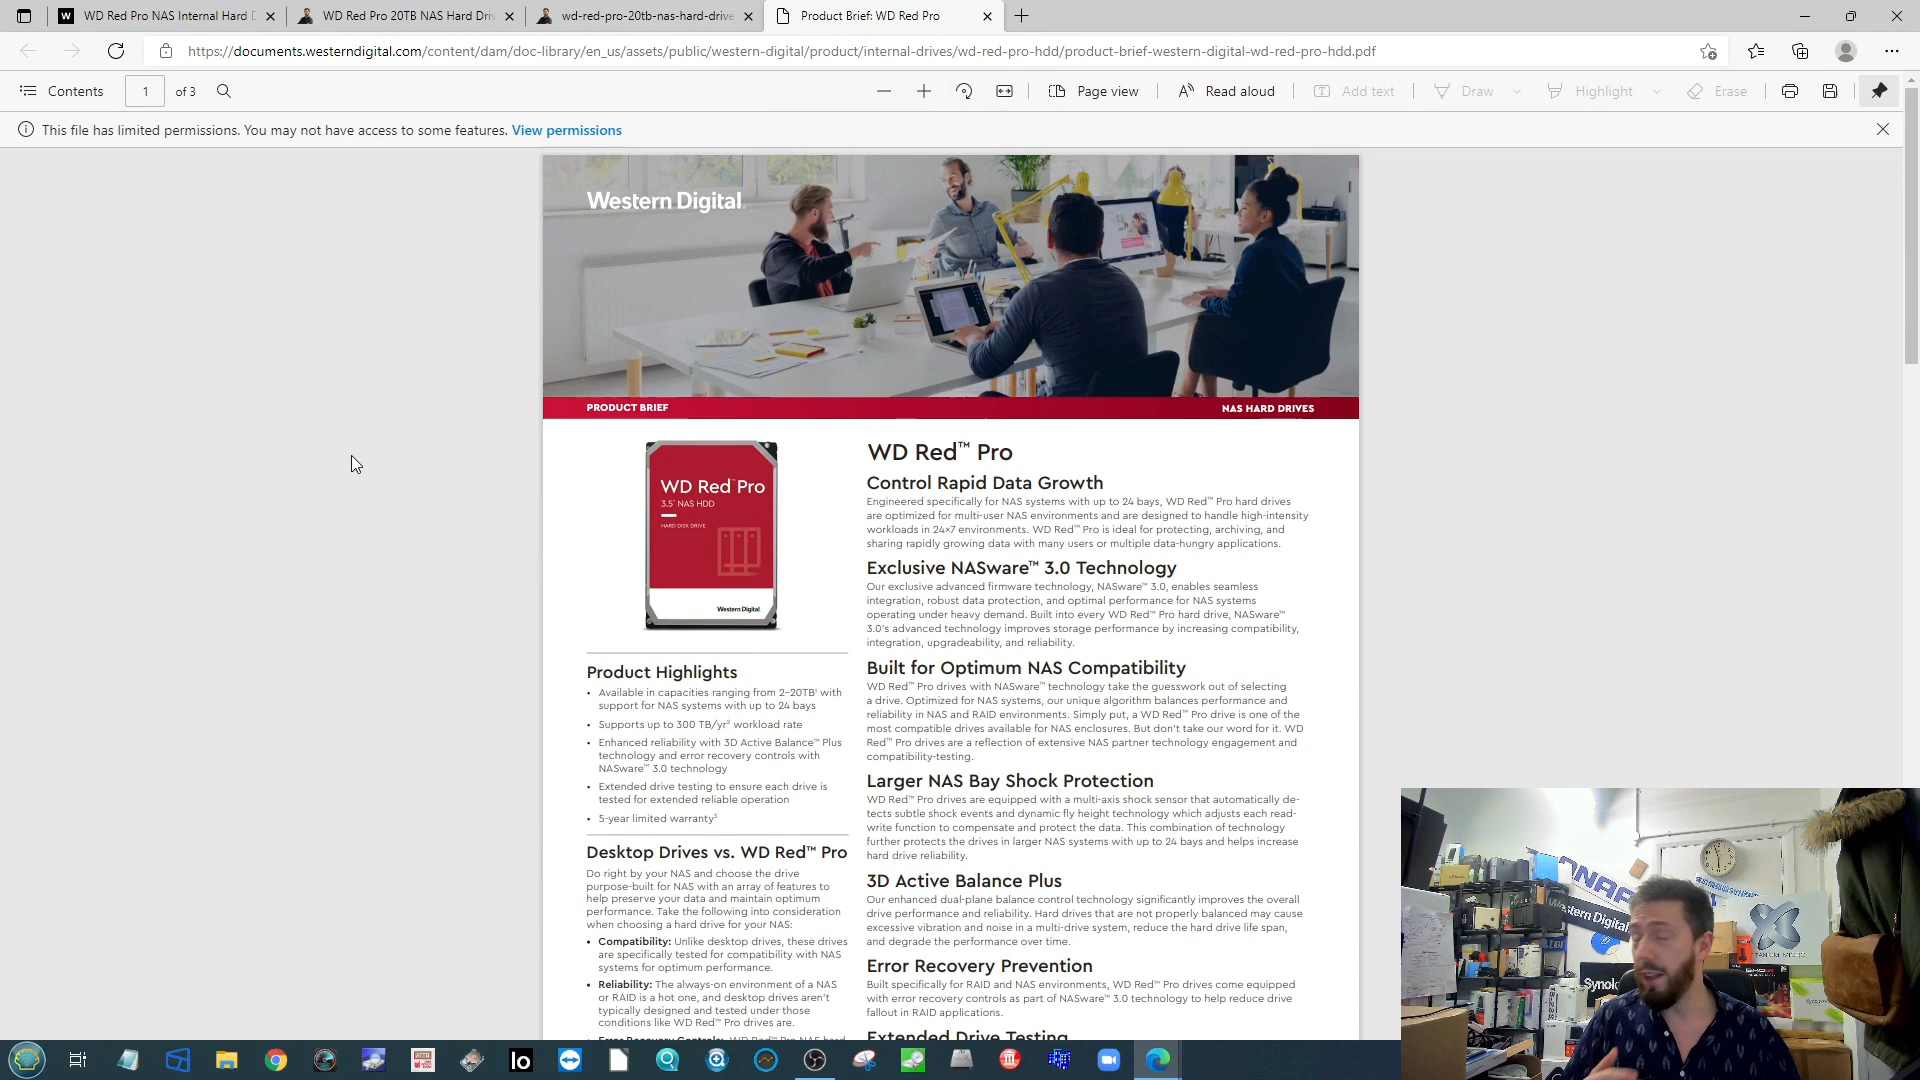 WD Red Pro NAS Internal Hard D
WD Red Pro 20TB NAS Hard Driv
wd-red-pro-20tb-nas-hard-drive
Product Brief: WD Red Pro
https://documents.westerndigital.com/content/dam/doc-library/en_us/assets/public/western-digital/product/internal-drives/wd-red-pro-hdd/product-brief-western-digital-wd-red-pro-hdd.pdf
Contents 1 of 3 Page view Read aloud Add text Draw Highlight Erase
This file has limited permissions. You may not have access to some features. View permissions
Western Digital
PRODUCT BRIEF NAS HARD DRIVES
WD Red Pro
3.5" NAS HDD
HARD DISK DRIVE
Western Digital
Product Highlights
• Available in capacities ranging from 2-20TB¹ with
support for NAS systems with up to 24 bays
• Supports up to 300 TB/yr² workload rate
• Enhanced reliability with 3D Active Balance™ Plus
technology and error recovery controls with
NASware™ 3.0 technology
• Extended drive testing to ensure each drive is
tested for extended reliable operation
• 5-year limited warranty³
Desktop Drives vs. WD Red™ Pro
Do right by your NAS and choose the drive
purpose-built for NAS with an array of features to
help preserve your data and maintain optimum
performance. Take the following into consideration
when choosing a hard drive for your NAS:
• Compatibility: Unlike desktop drives, these drives
are specifically tested for compatibility with NAS
systems for optimum performance.
• Reliability: The always-on environment of a NAS
or RAID is a hot one, and desktop drives aren't
typically designed and tested under those
conditions like WD Red™ Pro drives are.
WD Red™ Pro
Control Rapid Data Growth
Engineered specifically for NAS systems with up to 24 bays, WD Red™ Pro hard drives
are optimized for multi-user NAS environments and are designed to handle high-intensity
workloads in 24×7 environments. WD Red™ Pro is ideal for protecting, archiving, and
sharing rapidly growing data with many users or multiple data-hungry applications.
Exclusive NASware™ 3.0 Technology
Our exclusive advanced firmware technology, NASware™ 3.0, enables seamless
integration, robust data protection, and optimal performance for NAS systems
operating under heavy demand. Built into every WD Red™ Pro hard drive, NASware™
3.0's advanced technology improves storage performance by increasing compatibility,
integration, upgradeability, and reliability.
Built for Optimum NAS Compatibility
WD Red™ Pro drives with NASware™ technology take the guesswork out of selecting
a drive. Optimized for NAS systems, our unique algorithm balances performance and
reliability in NAS and RAID environments. Simply put, a WD Red™ Pro drive is one of the
most compatible drives available for NAS enclosures. But don't take our word for it. WD
Red™ Pro drives are a reflection of extensive NAS partner technology engagement and
compatibility-testing.
Larger NAS Bay Shock Protection
WD Red™ Pro drives are equipped with a multi-axis shock sensor that automatically de-
tects subtle shock events and dynamic fly height technology which adjusts each read-
write function to compensate and protect the data. This combination of technology
further protects the drives in larger NAS systems with up to 24 bays and helps increase
hard drive reliability.
3D Active Balance Plus
Our enhanced dual-plane balance control technology significantly improves the overall
drive performance and reliability. Hard drives that are not properly balanced may cause
excessive vibration and noise in a multi-drive system, reduce the hard drive life span,
and degrade the performance over time.
Error Recovery Prevention
Built specifically for RAID and NAS environments, WD Red™ Pro drives come equipped
with error recovery controls as part of NASware™ 3.0 technology to help reduce drive
fallout in RAID applications.
Extended Drive Testing
QNAP
Western Digital
Synol
Io